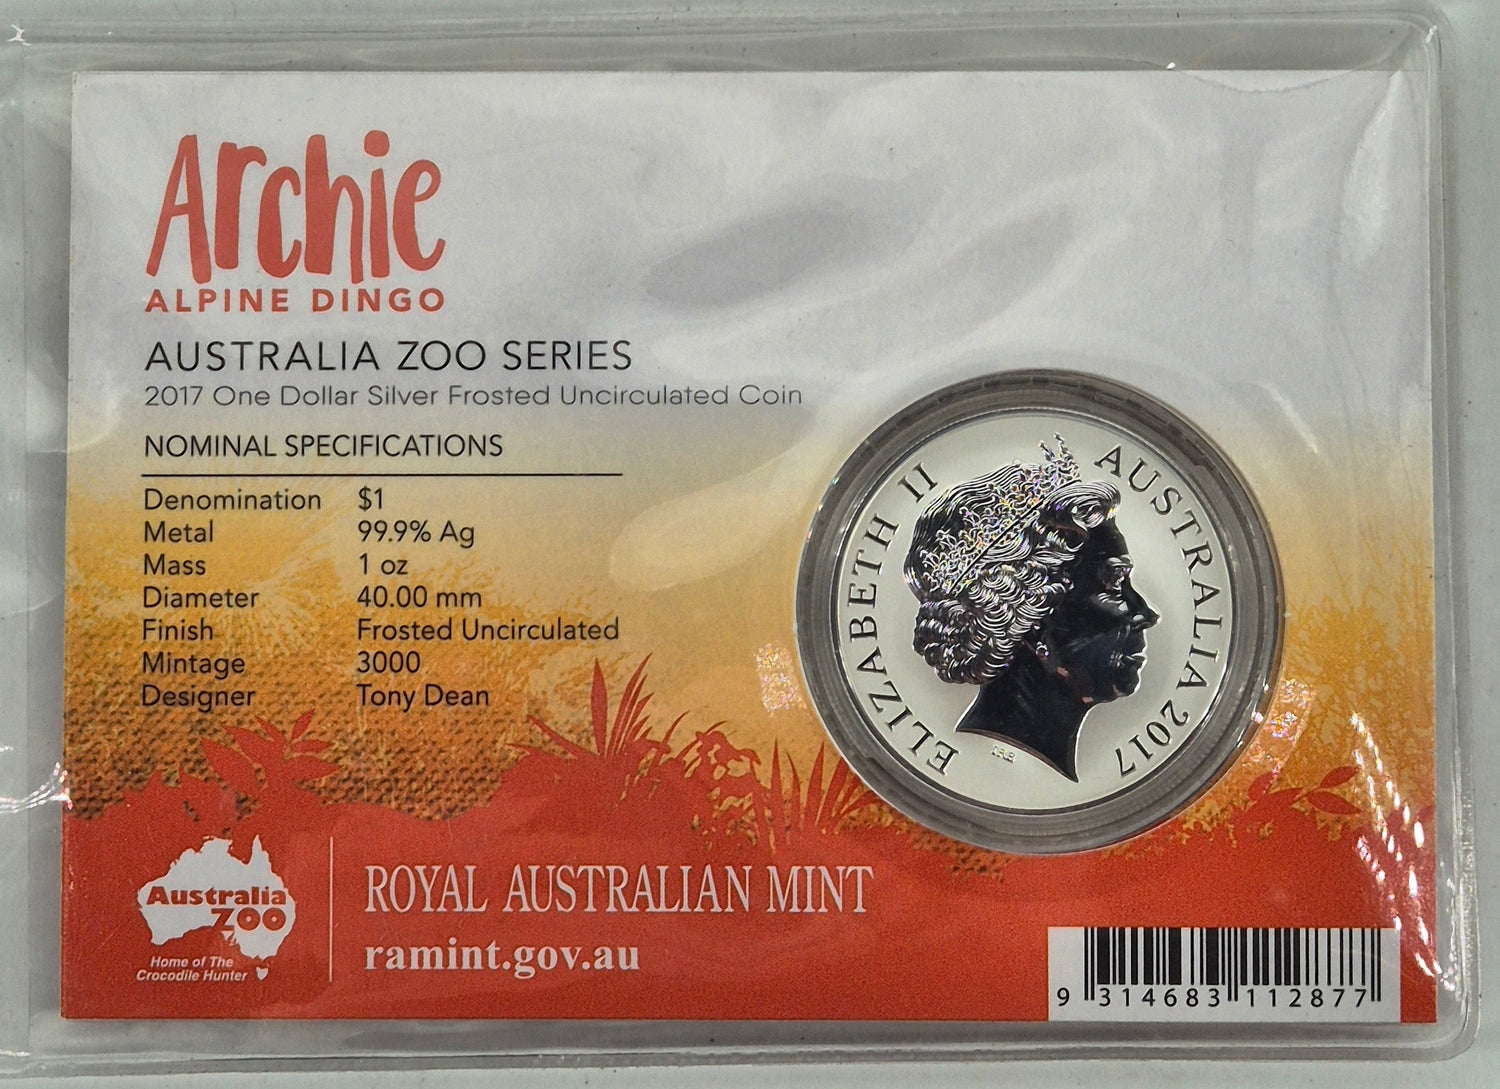 Archie
ALPINE DINGO
AUSTRALIA ZOO SERIES
2017 One Dollar Silver Frosted Uncirculated Coin
NOMINAL SPECIFICATIONS
Denomination $1
Metal 99.9% Ag
Mass 1 oz
Diameter 40.00 mm
Finish Frosted Uncirculated
Mintage 3000
Designer Tony Dean
ELIZABETH II
AUSTRALIA 2017
IRB
Australia
ZOO
Home of The
Crocodile Hunter
ROYAL AUSTRALIAN MINT
ramint.gov.au
9 314683 112877